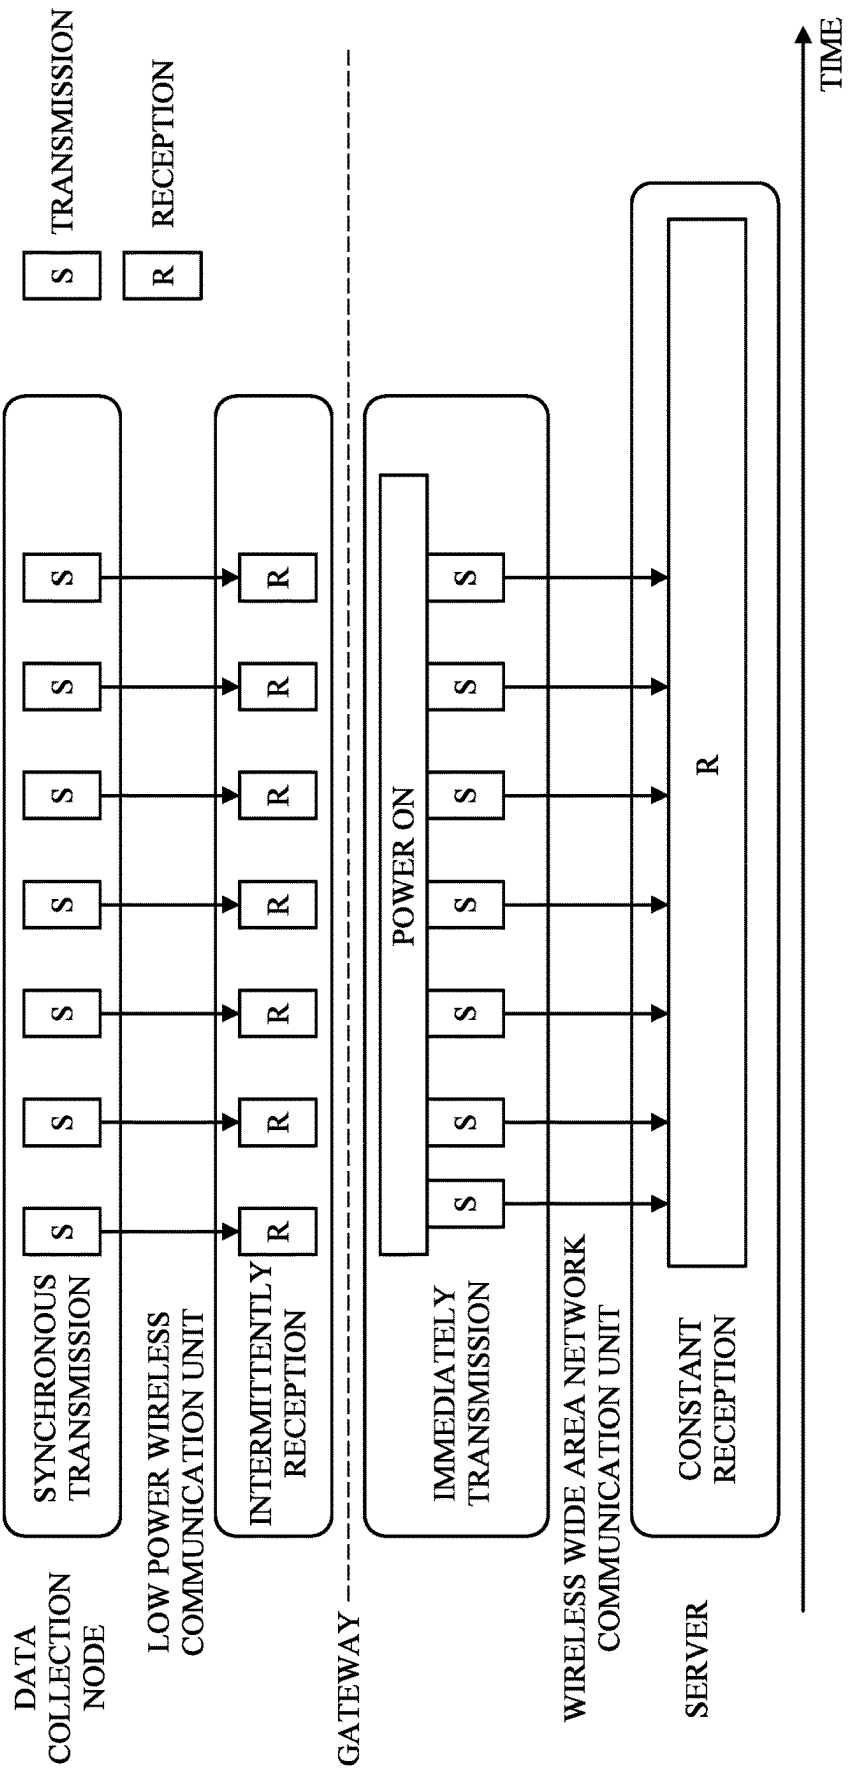 S TRANSMISSION
R RECEPTION
DATA
COLLECTION
NODE
SYNCHRONOUS
TRANSMISSION
S S S S S S S
LOW POWER WIRELESS
COMMUNICATION UNIT
INTERMITTENTLY
RECEPTION
R R R R R R R
GATEWAY
POWER ON
IMMEDIATELY
TRANSMISSION
S S S S S S S
WIRELESS WIDE AREA NETWORK
COMMUNICATION UNIT
SERVER
CONSTANT
RECEPTION
R
TIME